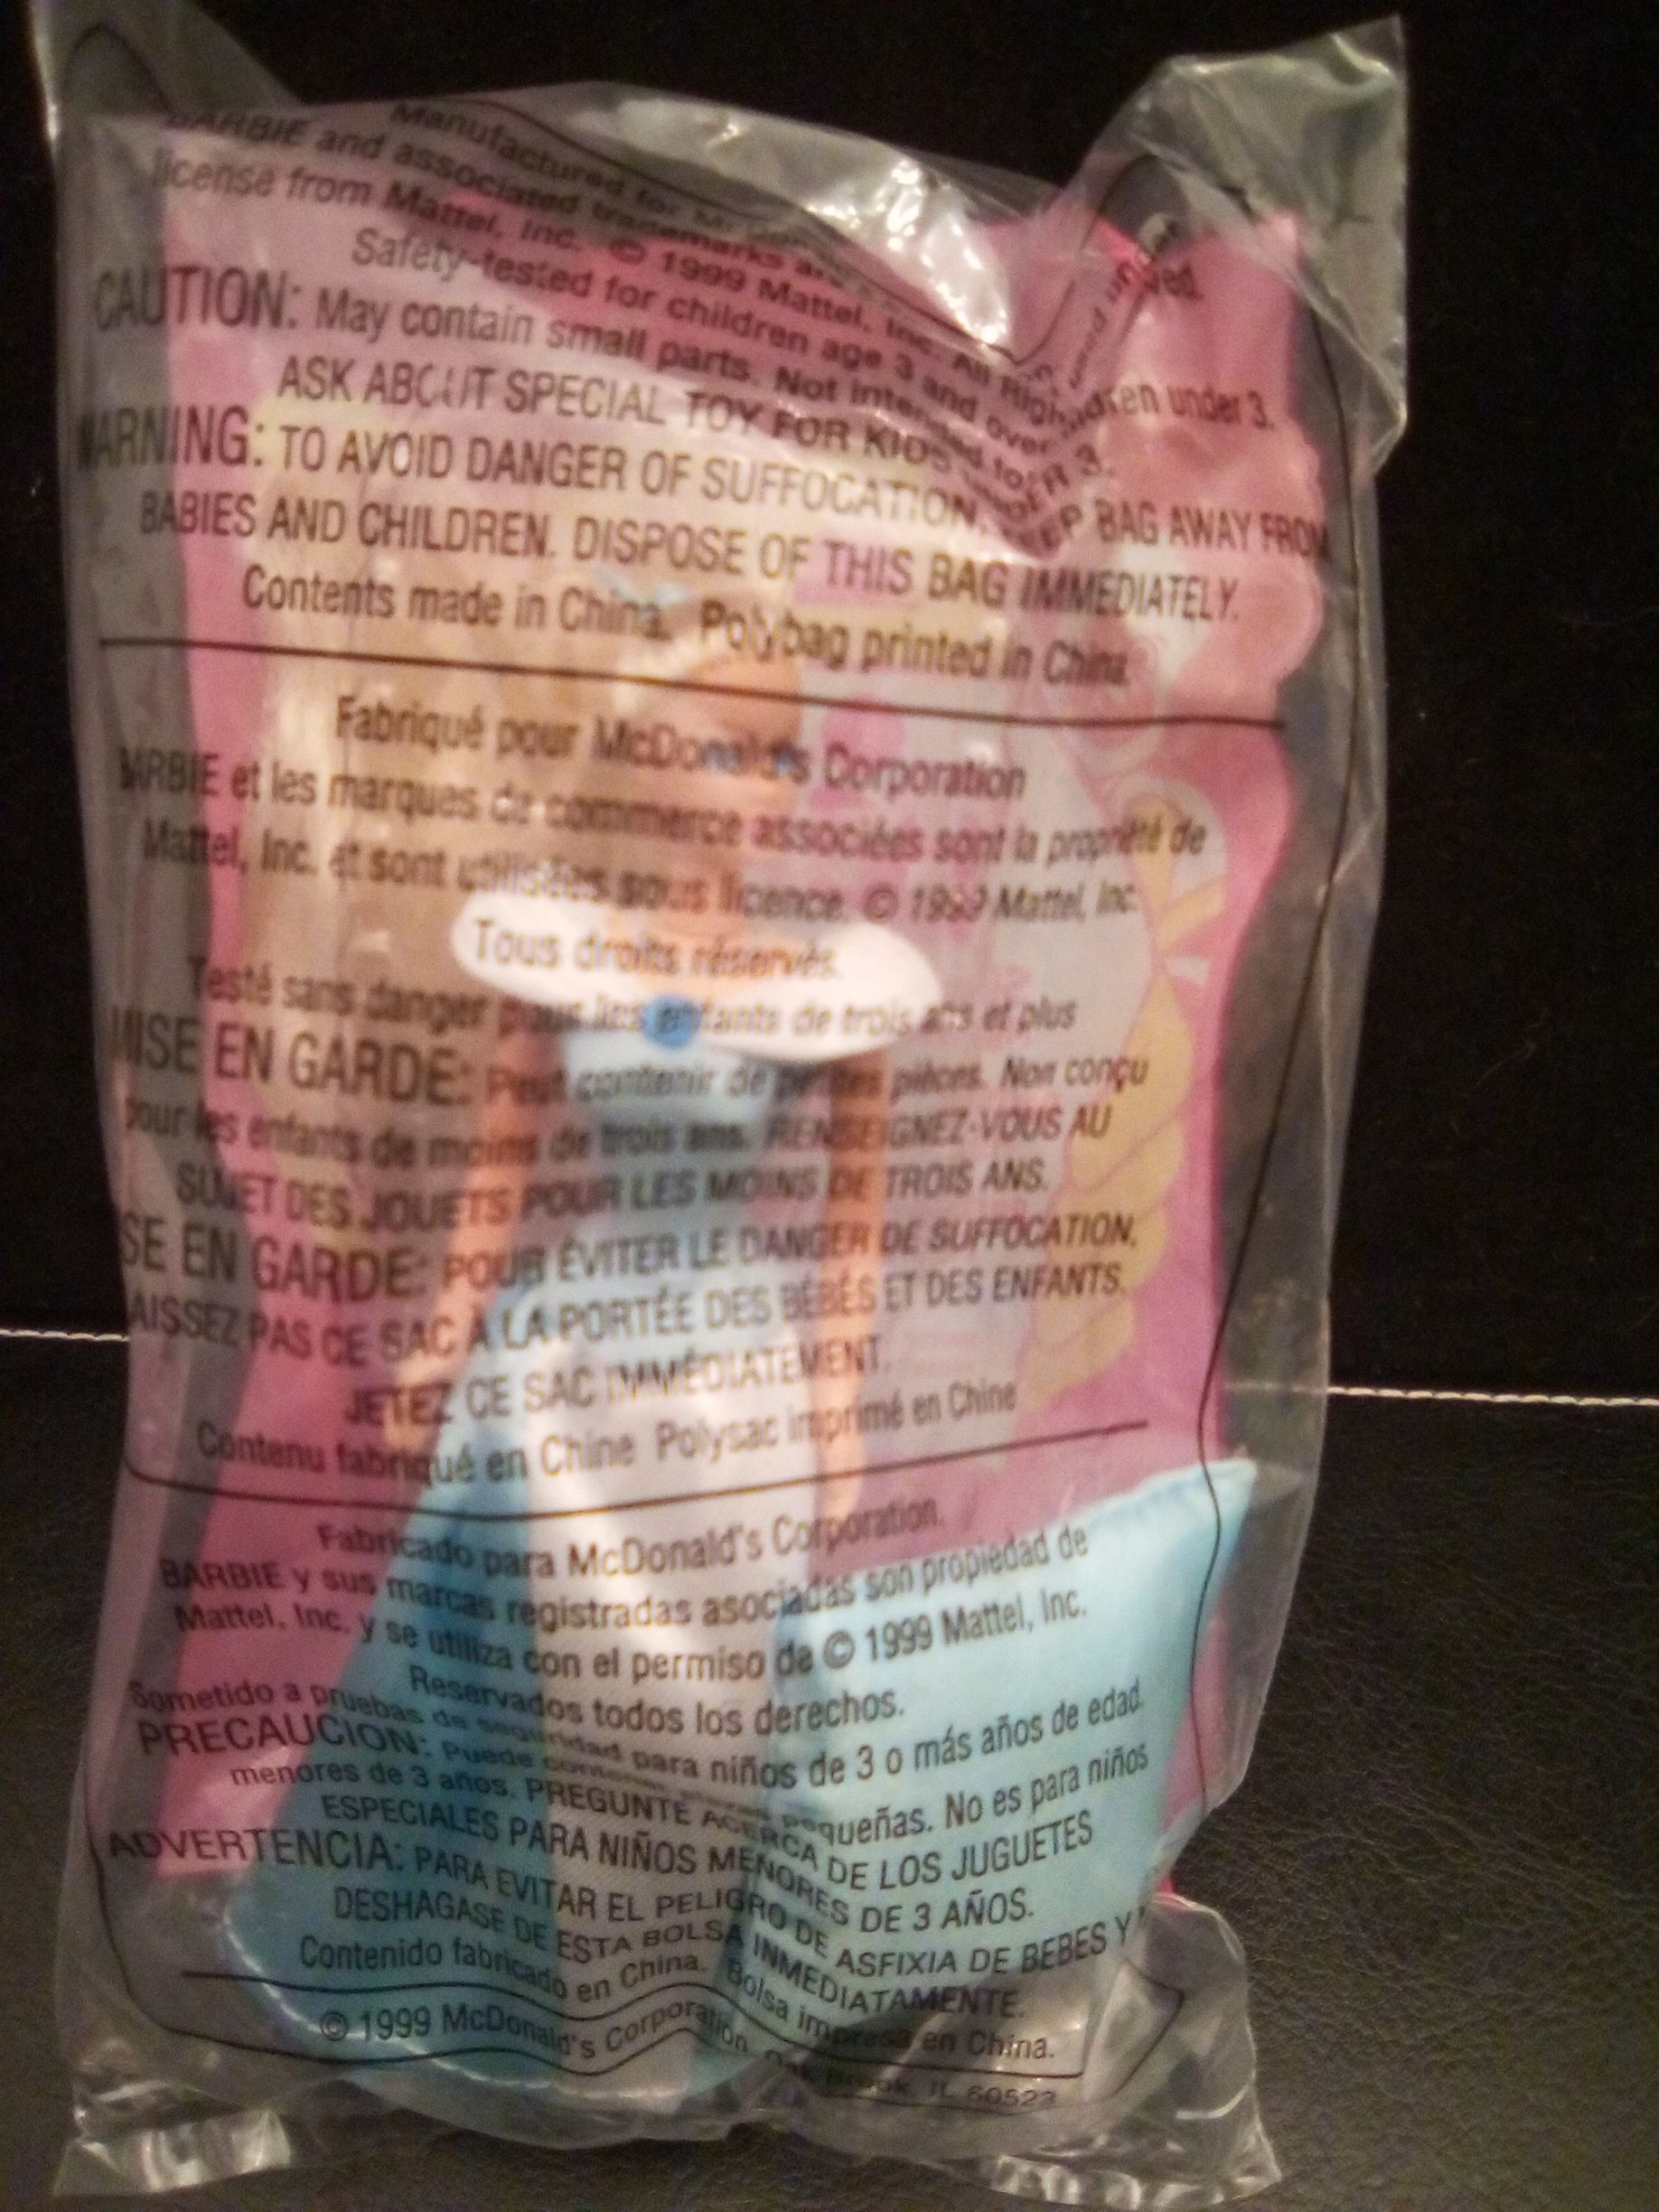 Manufactured for
BARBIE and associated trademarks are
license from Mattel, Inc. © 1999 Mattel, Inc. All Rights
Safety-tested for children age 3 and over.
CAUTION: May contain small parts. Not intended for children under 3.
ASK ABOUT SPECIAL TOY FOR KIDS UNDER 3.
WARNING: TO AVOID DANGER OF SUFFOCATION, KEEP BAG AWAY FROM
BABIES AND CHILDREN. DISPOSE OF THIS BAG IMMEDIATELY.
Contents made in China. Polybag printed in China
Fabriqué pour McDonald's Corporation
BARBIE et les marques de commerce associées sont la propriété de
Mattel, Inc. et sont utilisées sous licence. © 1999 Mattel, Inc.
Tous droits réservés.
Testé sans danger pour les enfants de trois ans et plus
MISE EN GARDE: Peut contenir de petites pièces. Non conçu
pour les enfants de moins de trois ans. RENSEIGNEZ-VOUS AU
SUJET DES JOUETS POUR LES MOINS DE TROIS ANS.
MISE EN GARDE: POUR ÉVITER LE DANGER DE SUFFOCATION,
LAISSEZ PAS CE SAC À LA PORTÉE DES BÉBÉS ET DES ENFANTS.
JETEZ CE SAC IMMÉDIATEMENT.
Contenu fabriqué en Chine Polysac imprimé en Chine
Fabricado para McDonald's Corporation.
BARBIE y sus marcas registradas asociadas son propiedad de
Mattel, Inc. y se utiliza con el permiso de © 1999 Mattel, Inc.
Reservados todos los derechos.
Sometido a pruebas de seguridad para niños de 3 o más años de edad.
PRECAUCION: Puede contener piezas pequeñas. No es para niños
menores de 3 años. PREGUNTE ACERCA DE LOS JUGUETES
ESPECIALES PARA NIÑOS MENORES DE 3 AÑOS.
ADVERTENCIA: PARA EVITAR EL PELIGRO DE ASFIXIA DE BEBES Y
DESHAGASE DE ESTA BOLSA INMEDIATAMENTE.
Contenido fabricado en China. Bolsa impresa en China.
© 1999 McDonald's Corporation, Oak Brook, IL 60523